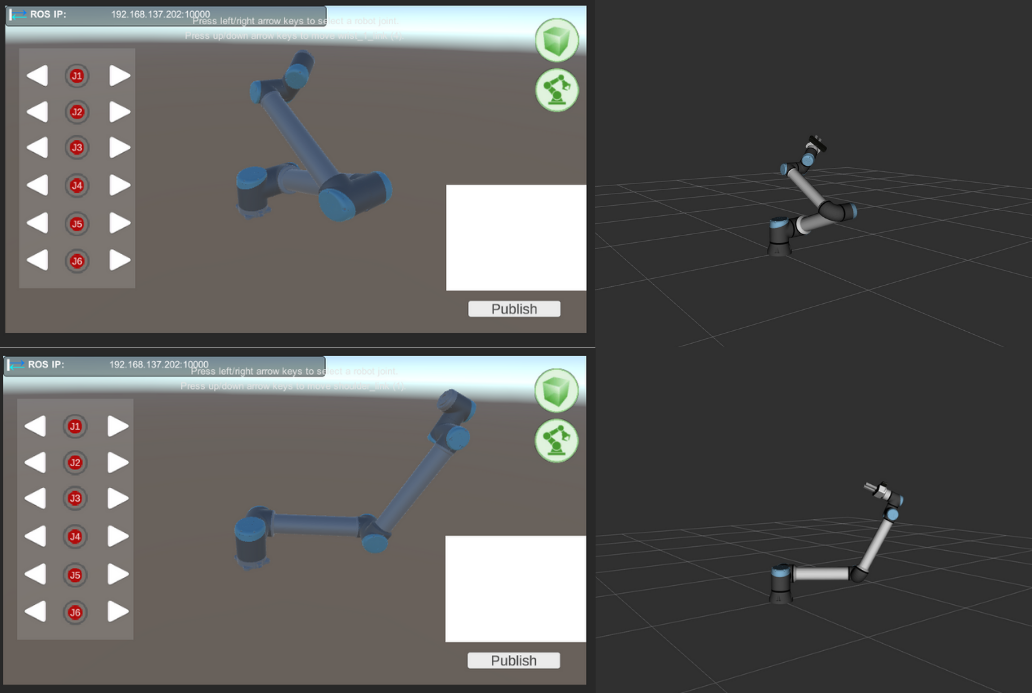 ROS IP: 192.168.137.202:10000
Press left/right arrow keys to select a robot joint.
Press up/down arrow keys to move
J1
J2
J3
J4
J5
J6
Publish
ROS IP: 192.168.137.202:10000
Press left/right arrow keys to select a robot joint.
Press up/down arrow keys to move
J1
J2
J3
J4
J5
J6
Publish